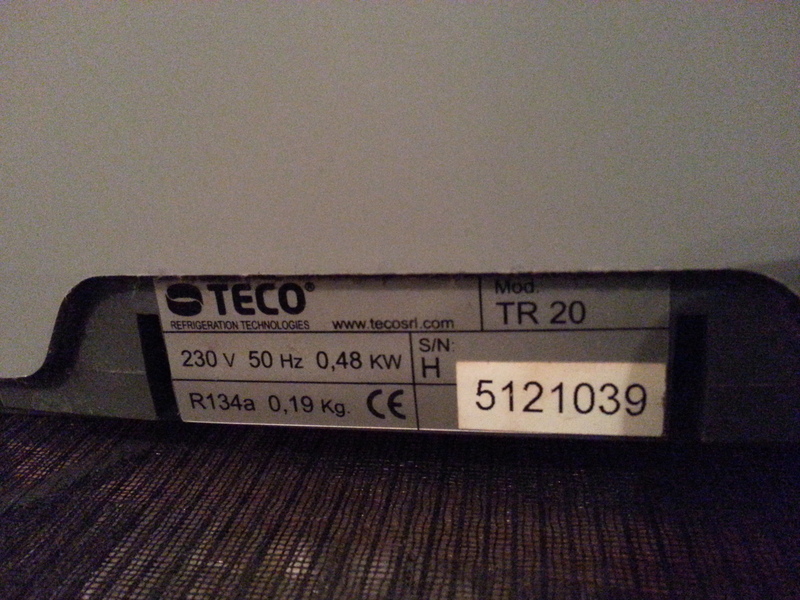 TECO®
REFRIGERATION TECHNOLOGIES www.tecosrl.com
Mod.
TR 20
230 V 50 Hz 0,48 KW
R134a 0,19 Kg. CE
S/N:
H 5121039